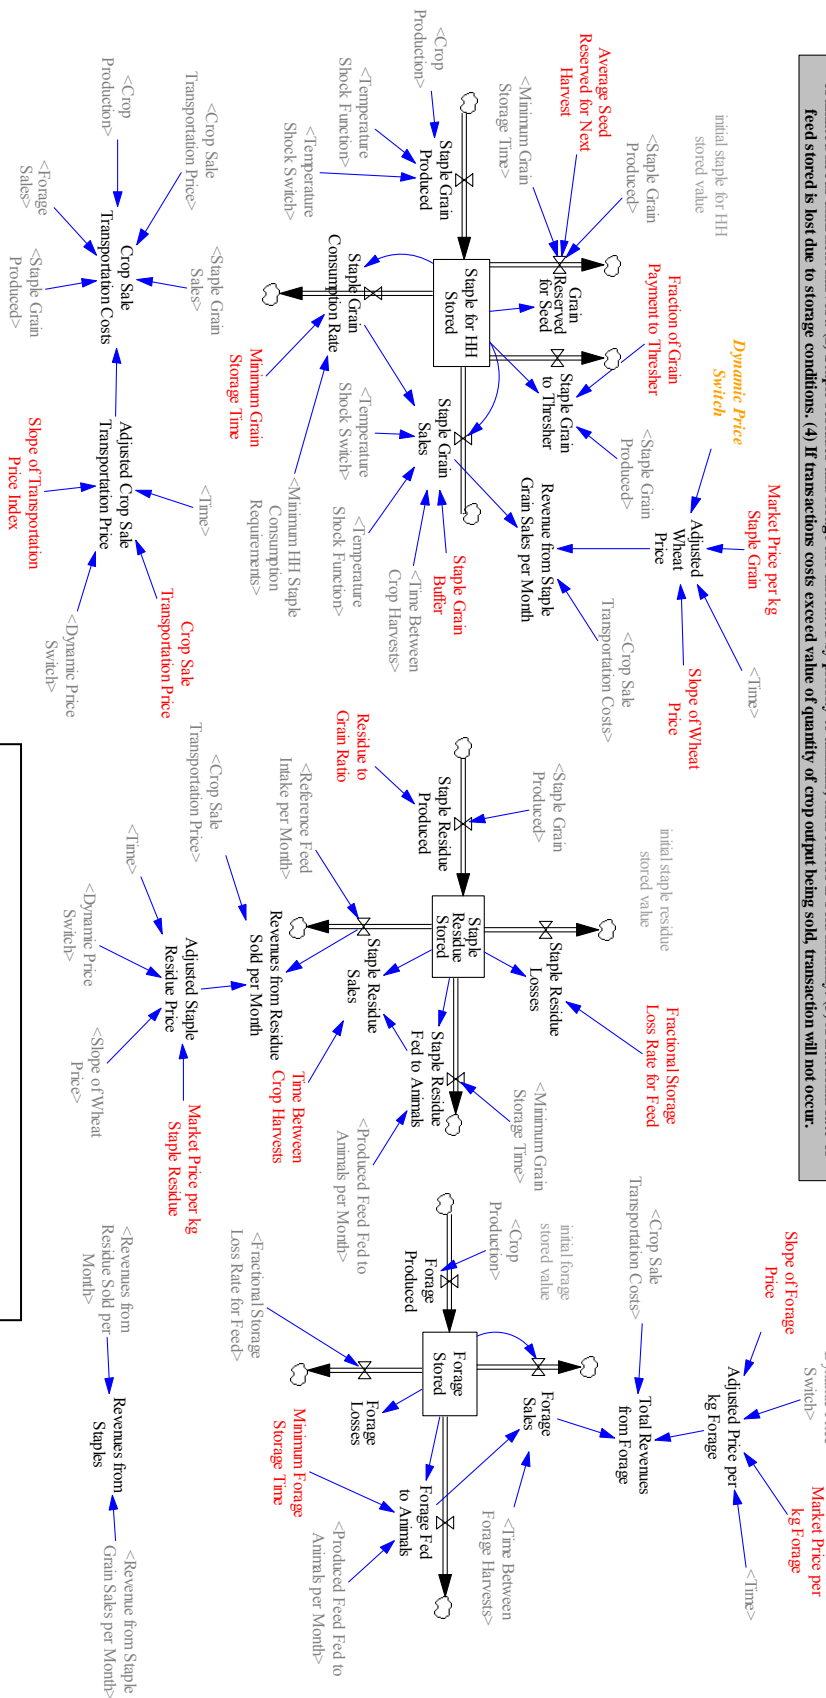 feed stored is lost due to storage conditions. (4) If transactions costs exceed value of quantity of crop output being sold, transaction will not occur.
initial staple for HH
stored value
<Staple Grain
Produced>
Average Seed
Reserved for Next
Harvest
<Minimum Grain
Storage Time>
<Crop
Production>
<Temperature
Shock Function>
<Temperature
Shock Switch>
Staple Grain
Produced
Staple for HH
Stored
Grain
Reserved
for Seed
Fraction of Grain
Payment to Thresher
Staple Grain
to Thresher
<Staple Grain
Produced>
Dynamic Price
Switch
Market Price per kg
Staple Grain
Adjusted
Wheat
Price
<Time>
Slope of Wheat
Price
Revenue from Staple
Grain Sales per Month
<Crop Sale
Transportation Costs>
Staple Grain
Consumption Rate
Minimum Grain
Storage Time
<Minimum HH Staple
Consumption
Requirements>
Staple Grain
Sales
<Temperature
Shock Switch>
<Temperature
Shock Function>
<Time Between
Crop Harvests>
Staple Grain
Buffer
<Crop Sale
Transportation Price>
<Crop
Production>
<Forage
Sales>
<Staple Grain
Produced>
<Staple Grain
Sales>
Crop Sale
Transportation Costs
Adjusted Crop Sale
Transportation Price
Slope of Transportation
Price Index
<Time>
Crop Sale
Transportation Price
<Dynamic Price
Switch>
initial staple residue
stored value
<Staple Grain
Produced>
Residue to
Grain Ratio
Staple Residue
Produced
Staple
Residue
Stored
Staple Residue
Losses
Fractional Storage
Loss Rate for Feed
<Reference Feed
Intake per Month>
Staple Residue
Sales
Staple Residue
Fed to Animals
<Minimum Grain
Storage Time>
<Produced Feed Fed to
Animals per Month>
Time Between
Crop Harvests
<Crop Sale
Transportation Price>
Revenues from Residue
Sold per Month
Adjusted Staple
Residue Price
<Time>
<Dynamic Price
Switch>
<Slope of Wheat
Price>
Market Price per kg
Staple Residue
initial forage
stored value
<Crop
Production>
Forage
Produced
Forage
Stored
Forage
Sales
<Crop Sale
Transportation Costs>
Total Revenues
from Forage
Slope of Forage
Price
Switch>
Adjusted Price per
kg Forage
Market Price per
kg Forage
<Time>
<Time Between
Forage Harvests>
<Fractional Storage
Loss Rate for Feed>
Forage
Losses
Forage Fed
to Animals
Minimum Forage
Storage Time
<Produced Feed Fed to
Animals per Month>
<Revenues from
Residue Sold per
Month>
Revenues from
Staples
<Revenue from Staple
Grain Sales per Month>